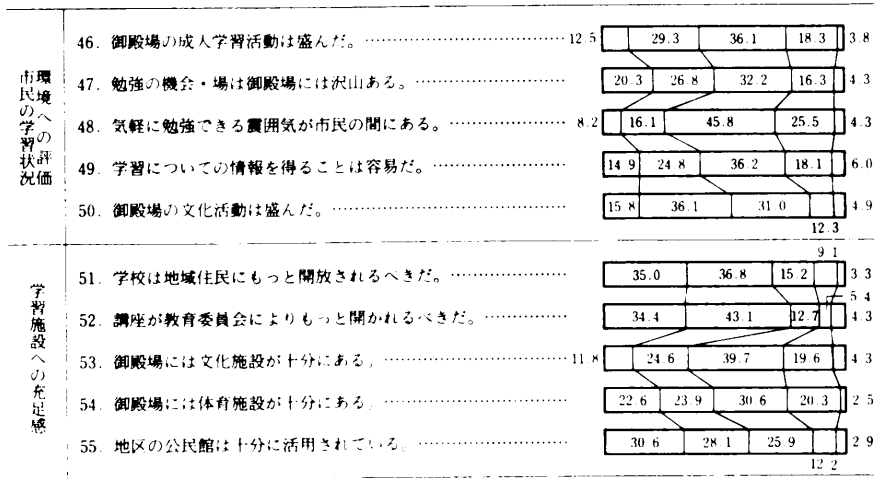 市民の学習状況
環境への評価
46. 御殿場の成人学習活動は盛んだ。 12.5 29.3 36.1 18.3 3.8
47. 勉強の機会・場は御殿場には沢山ある。 20.3 26.8 32.2 16.3 4.3
48. 気軽に勉強できる雰囲気が市民の間にある。 8.2 16.1 45.8 25.5 4.3
49. 学習についての情報を得ることは容易だ。 14.9 24.8 36.2 18.1 6.0
50. 御殿場の文化活動は盛んだ。 15.8 36.1 31.0 12.3 4.9
学習施設への充足感
51. 学校は地域住民にもっと開放されるべきだ。 35.0 36.8 15.2 9.1 3.3
52. 講座が教育委員会によりもっと開かれるべきだ。 34.4 43.1 12.7 5.4 4.3
53. 御殿場には文化施設が十分にある。 11.8 24.6 39.7 19.6 4.3
54. 御殿場には体育施設が十分にある。 22.6 23.9 30.6 20.3 2.5
55. 地区の公民館は十分に活用されている。 30.6 28.1 25.9 12.2 2.9